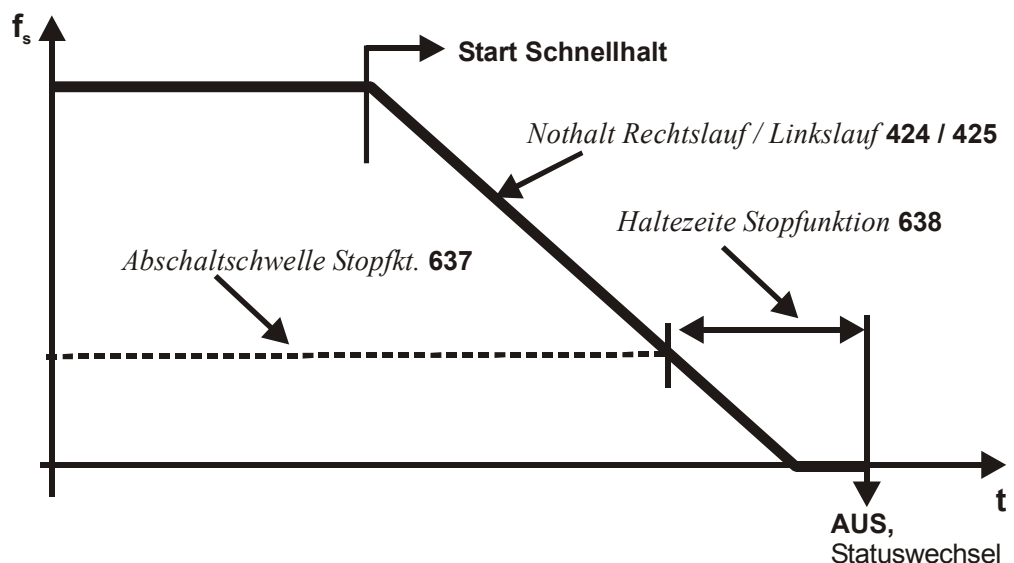 fs
Start Schnellhalt
Nothalt Rechtslauf / Linkslauf 424 / 425
Haltezeite Stopfunktion 638
Abschaltschwelle Stopfkt. 637
t
AUS,
Statuswechsel